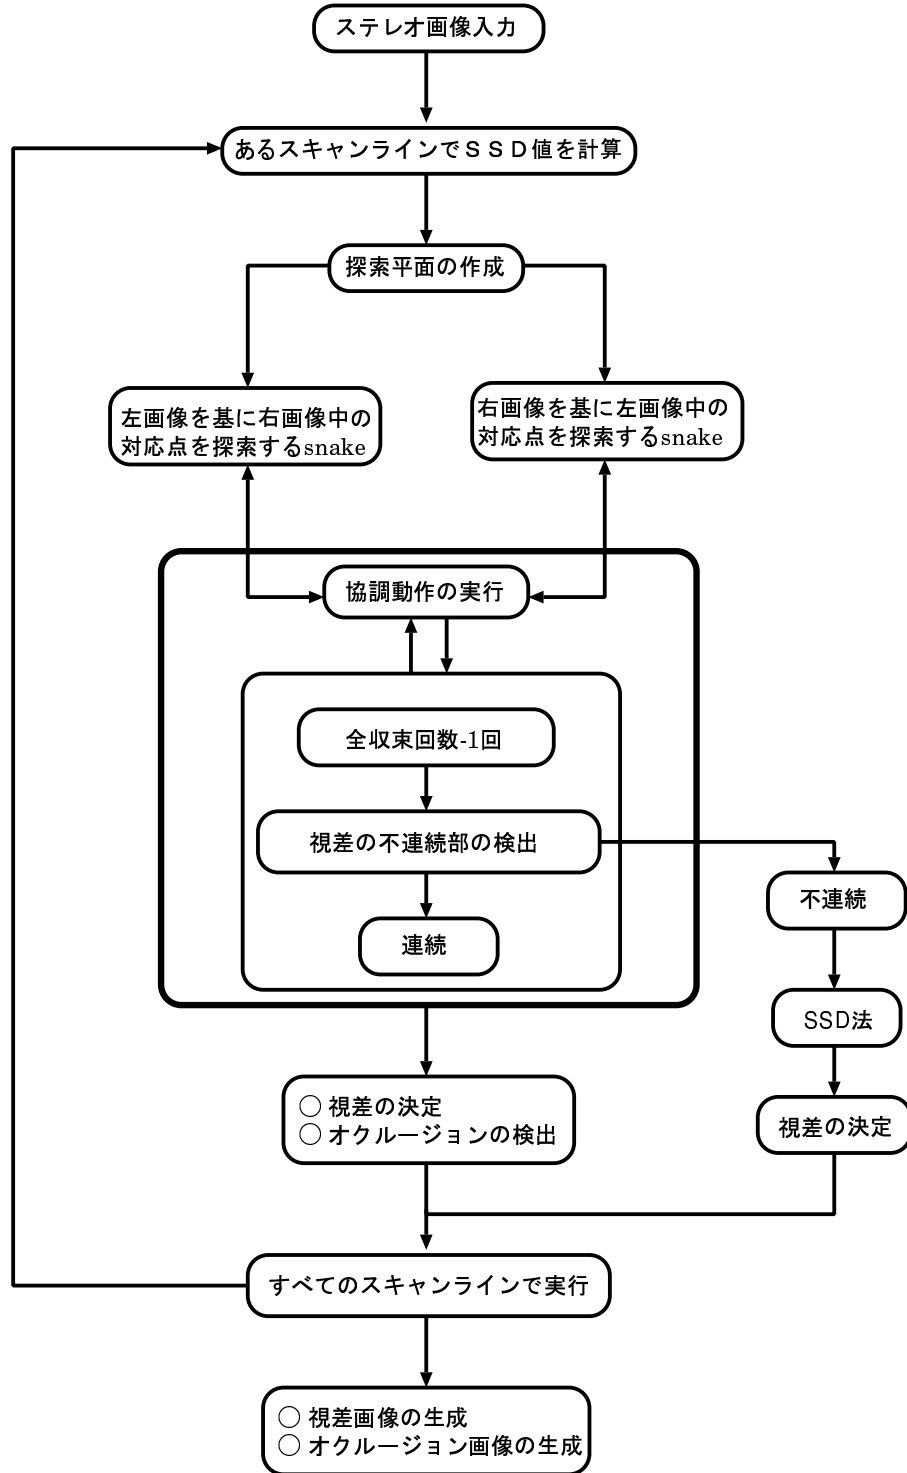 ステレオ画像入力
あるスキャンラインでＳＳＤ値を計算
探索平面の作成
左画像を基に右画像中の
対応点を探索するsnake
右画像を基に左画像中の
対応点を探索するsnake
協調動作の実行
全収束回数-1回
視差の不連続部の検出
連続
不連続
SSD法
視差の決定
○ 視差の決定
○ オクルージョンの検出
すべてのスキャンラインで実行
○ 視差画像の生成
○ オクルージョン画像の生成